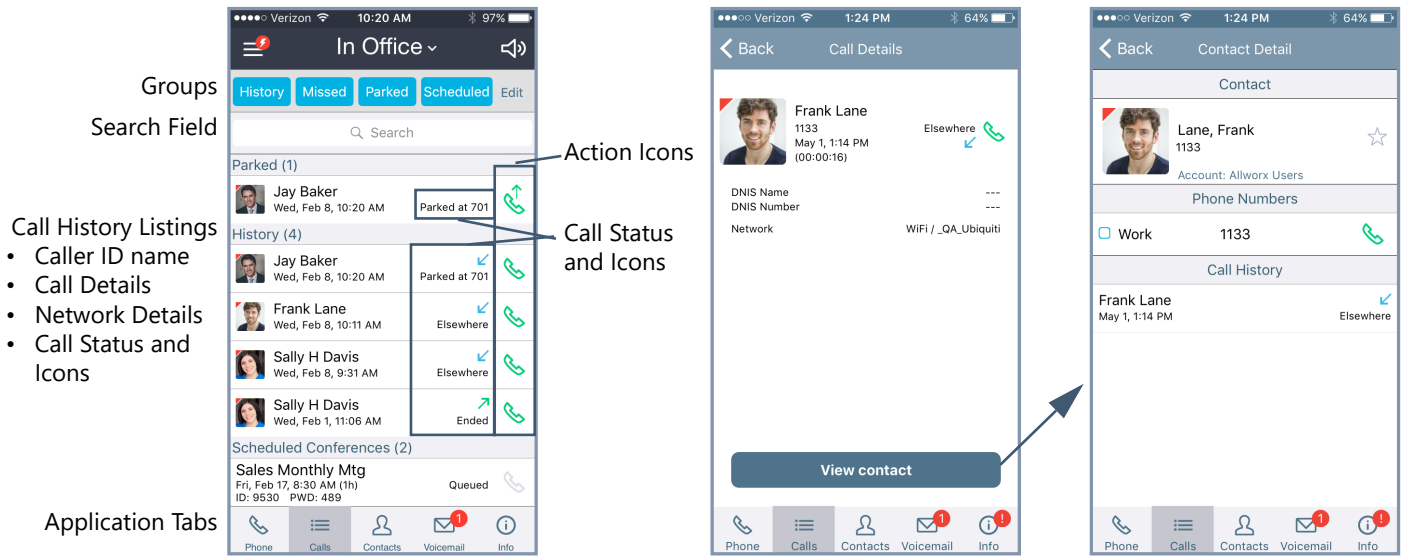 Groups
Search Field
Call History Listings
• Caller ID name
• Call Details
• Network Details
• Call Status and
Icons
Application Tabs
Verizon 10:20 AM 97%
In Office
History Missed Parked Scheduled Edit
Search
Parked (1)
Jay Baker
Wed, Feb 8, 10:20 AM Parked at 701
History (4)
Jay Baker
Wed, Feb 8, 10:20 AM Parked at 701
Frank Lane
Wed, Feb 8, 10:11 AM Elsewhere
Sally H Davis
Wed, Feb 8, 9:31 AM Elsewhere
Sally H Davis
Wed, Feb 1, 11:06 AM Ended
Scheduled Conferences (2)
Sales Monthly Mtg
Fri, Feb 17, 8:30 AM (1h) Queued
ID: 9530 PWD: 489
1
Phone Calls Contacts Voicemail Info
Action Icons
Call Status
and Icons
Verizon 1:24 PM 64%
Back Call Details
Frank Lane
1133 Elsewhere
May 1, 1:14 PM
(00:00:16)
DNIS Name ---
DNIS Number ---
Network WiFi / _QA_Ubiquiti
View contact
1 !
Phone Calls Contacts Voicemail Info
Verizon 1:24 PM 64%
Back Contact Detail
Contact
Lane, Frank
1133
Account: Allworx Users
Phone Numbers
Work 1133
Call History
Frank Lane
May 1, 1:14 PM Elsewhere
1 !
Phone Calls Contacts Voicemail Info